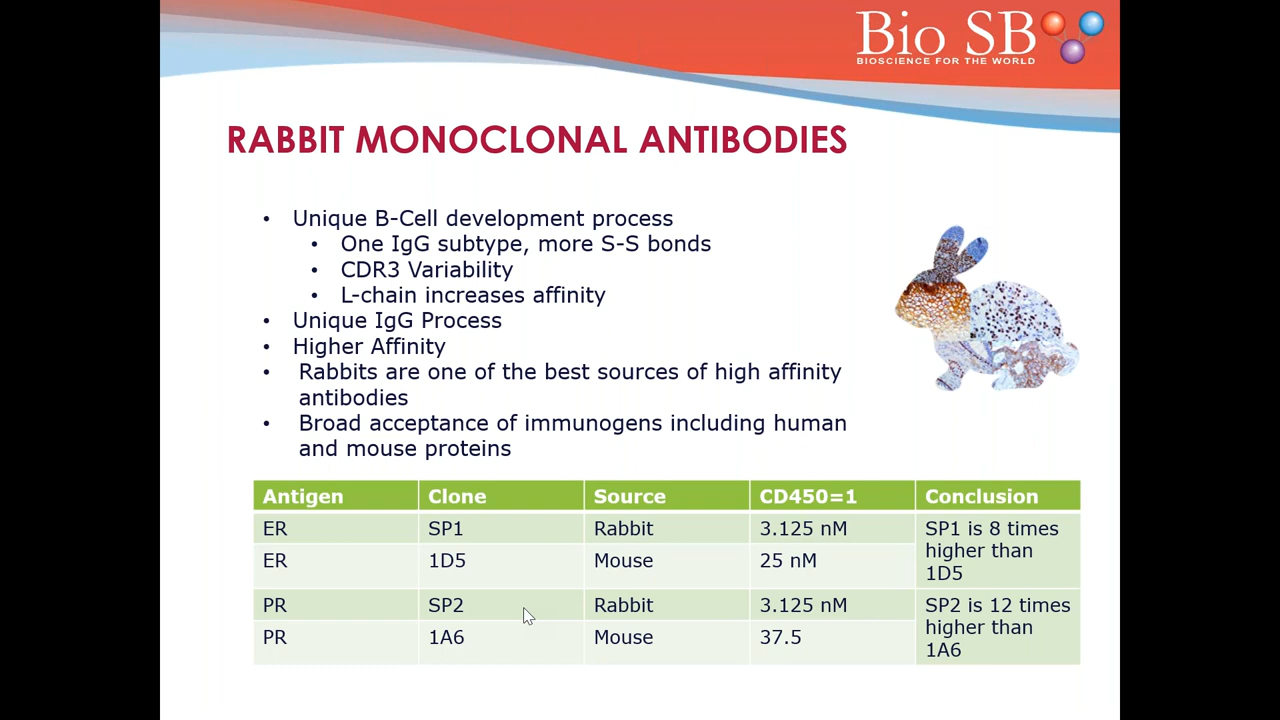 Bio SB
BIOSCIENCE FOR THE WORLD
RABBIT MONOCLONAL ANTIBODIES
• Unique B-Cell development process
• One IgG subtype, more S-S bonds
• CDR3 Variability
• L-chain increases affinity
• Unique IgG Process
• Higher Affinity
• Rabbits are one of the best sources of high affinity
antibodies
• Broad acceptance of immunogens including human
and mouse proteins
Antigen Clone Source CD450=1 Conclusion
ER SP1 Rabbit 3.125 nM SP1 is 8 times
higher than
ER 1D5 Mouse 25 nM
1D5
PR SP2 Rabbit 3.125 nM SP2 is 12 times
higher than
PR 1A6 Mouse 37.5
1A6